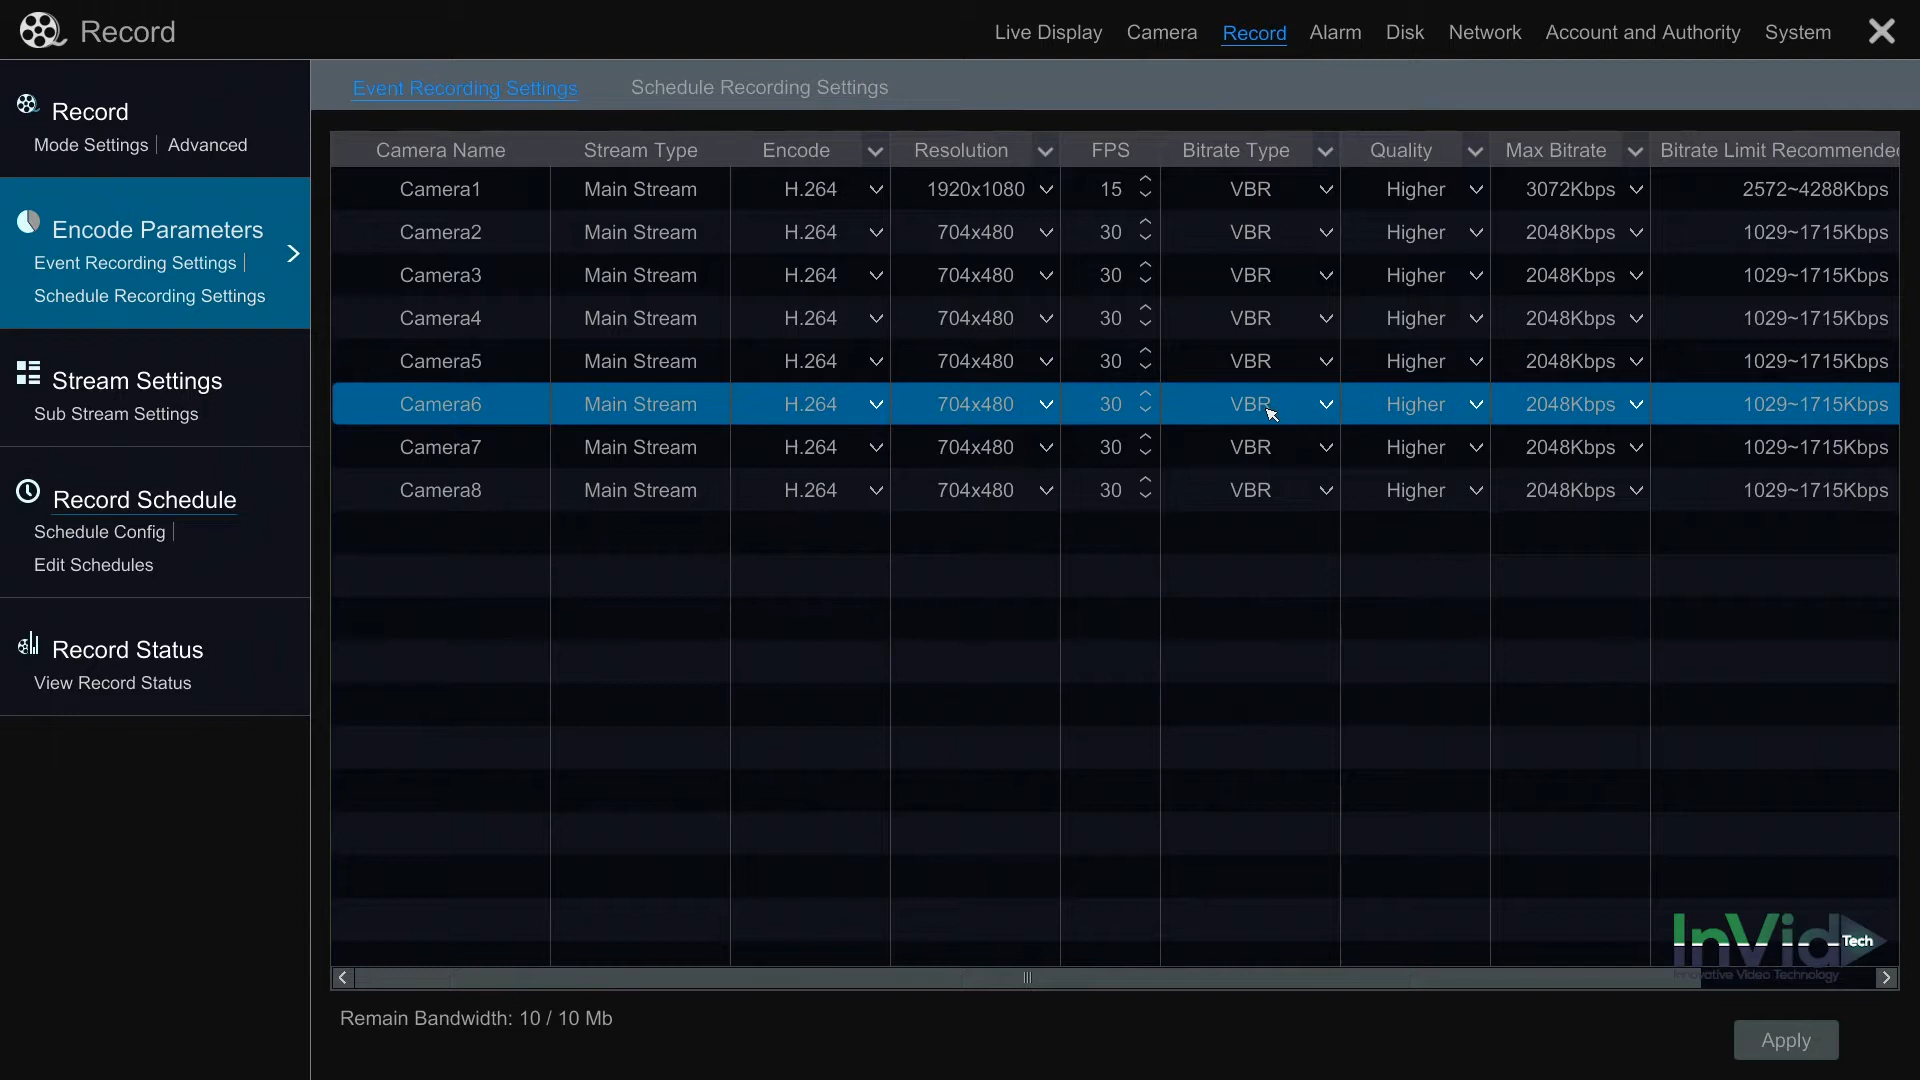 Record
Live Display Camera Record Alarm Disk Network Account and Authority System
Record
Mode Settings | Advanced
Encode Parameters
Event Recording Settings |
Schedule Recording Settings
Stream Settings
Sub Stream Settings
Record Schedule
Schedule Config |
Edit Schedules
Record Status
View Record Status
Event Recording Settings Schedule Recording Settings
Camera Name Stream Type Encode Resolution FPS Bitrate Type Quality Max Bitrate Bitrate Limit Recommended
Camera1 Main Stream H.264 1920x1080 15 VBR Higher 3072Kbps 2572~4288Kbps
Camera2 Main Stream H.264 704x480 30 VBR Higher 2048Kbps 1029~1715Kbps
Camera3 Main Stream H.264 704x480 30 VBR Higher 2048Kbps 1029~1715Kbps
Camera4 Main Stream H.264 704x480 30 VBR Higher 2048Kbps 1029~1715Kbps
Camera5 Main Stream H.264 704x480 30 VBR Higher 2048Kbps 1029~1715Kbps
Camera6 Main Stream H.264 704x480 30 VBR Higher 2048Kbps 1029~1715Kbps
Camera7 Main Stream H.264 704x480 30 VBR Higher 2048Kbps 1029~1715Kbps
Camera8 Main Stream H.264 704x480 30 VBR Higher 2048Kbps 1029~1715Kbps
InVid Tech
Innovative Video Technology
Remain Bandwidth: 10 / 10 Mb
Apply